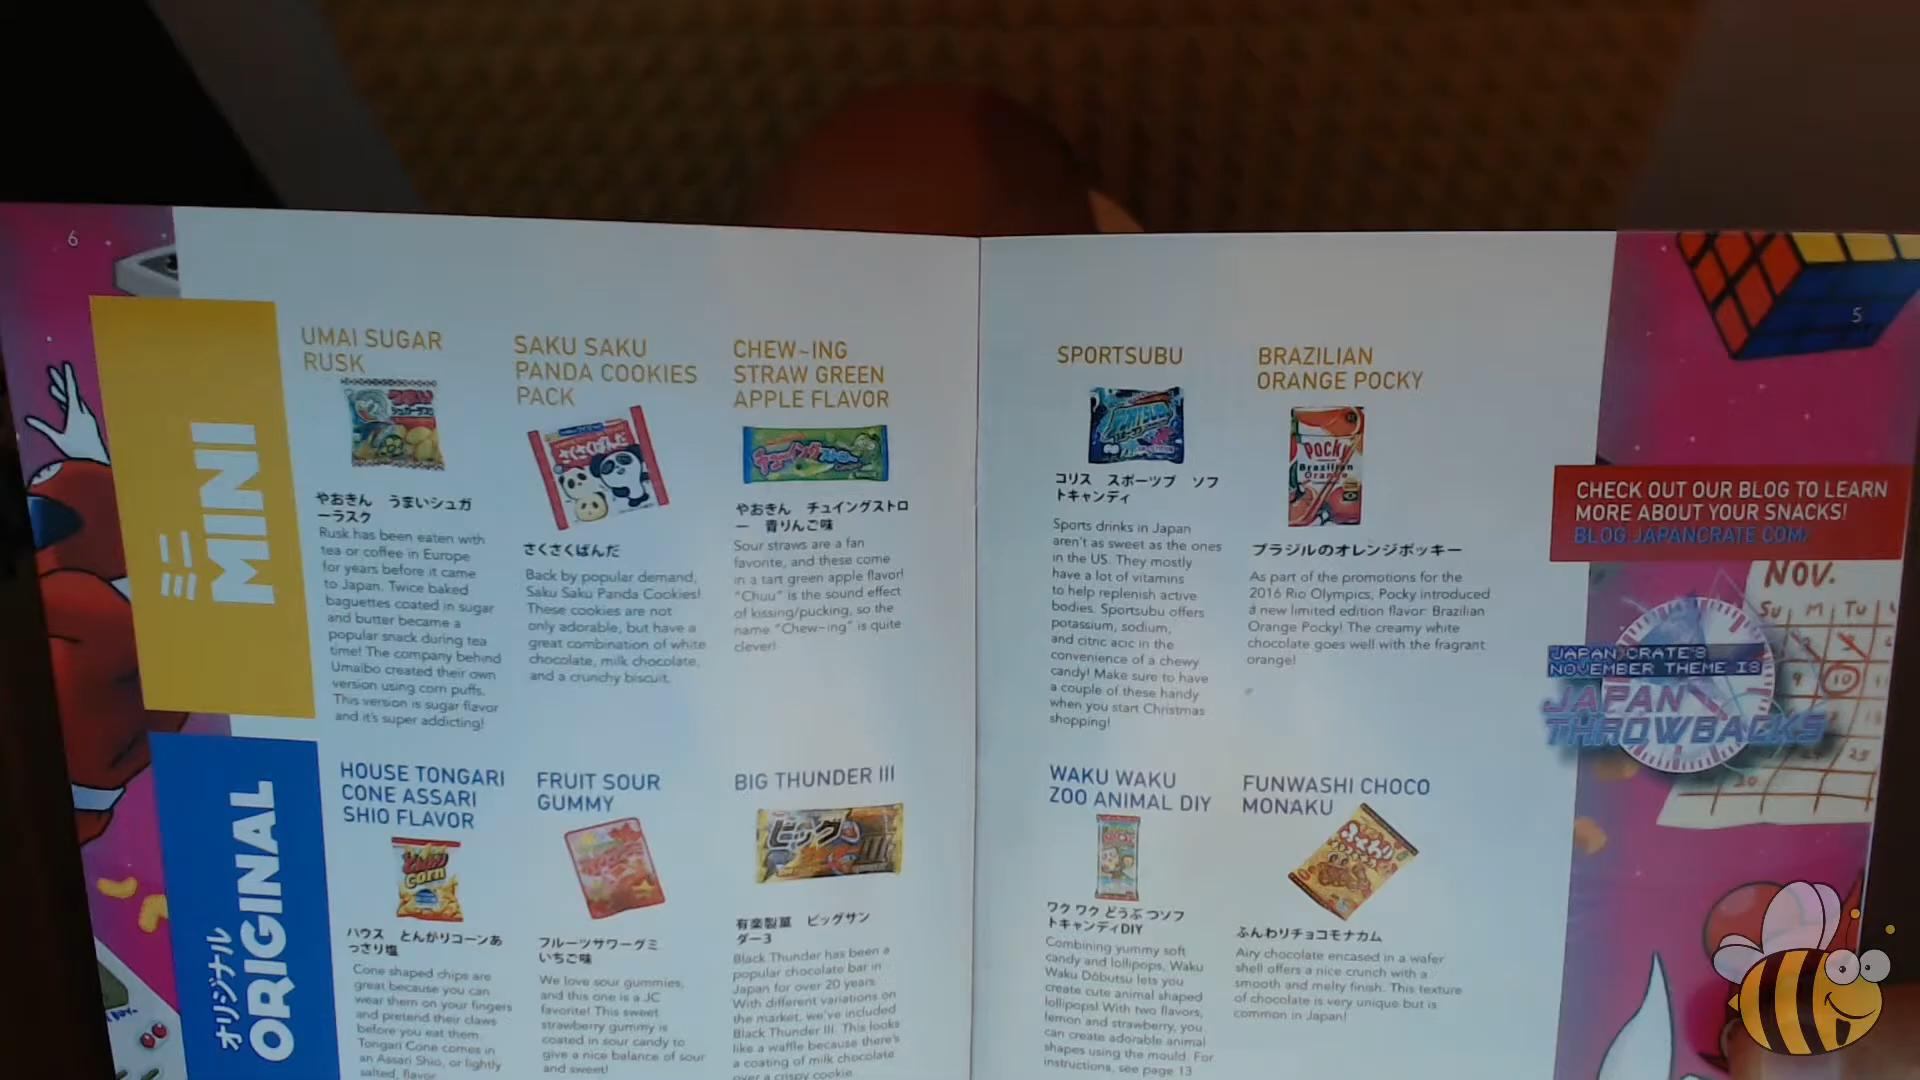 6
5
ミニ
MINI
UMAI SUGAR
RUSK
やおきん　うまいシュガ
ーラスク
Rusk has been eaten with
tea or coffee in Europe
for years before it came
to Japan. Twice baked
baguettes coated in sugar
and butter became a
popular snack during tea
time! The company behind
Umaibo created their own
version using corn puffs.
This version is sugar flavor
and it's super addicting!
SAKU SAKU
PANDA COOKIES
PACK
さくさくぱんだ
さくさくぱんだ
Back by popular demand,
Saku Saku Panda Cookies!
These cookies are not
only adorable, but have a
great combination of white
chocolate, milk chocolate,
and a crunchy biscuit.
CHEW~ING
STRAW GREEN
APPLE FLAVOR
やおきん　チュイングストロ
ー　青りんご味
Sour straws are a fan
favorite, and these come
in a tart green apple flavor!
"Chuu" is the sound effect
of kissing/pucking, so the
name "Chew-ing" is quite
clever!
SPORTSUBU
コリス　スポーツブ　ソフ
トキャンディ
Sports drinks in Japan
aren't as sweet as the ones
in the US. They mostly
have a lot of vitamins
to help replenish active
bodies. Sportsubu offers
potassium, sodium,
and citric acic in the
convenience of a chewy
candy! Make sure to have
a couple of these handy
when you start Christmas
shopping!
BRAZILIAN
ORANGE POCKY
Pocky
Brazilian
Orange
ブラジルのオレンジポッキー
As part of the promotions for the
2016 Rio Olympics, Pocky introduced
a new limited edition flavor: Brazilian
Orange Pocky! The creamy white
chocolate goes well with the fragrant
orange!
CHECK OUT OUR BLOG TO LEARN
MORE ABOUT YOUR SNACKS!
BLOG.JAPANCRATE.COM/
NOV.
Su M Tu
9 10
25
30
JAPAN CRATE'S
NOVEMBER THEME IS
JAPAN
THROWBACKS
オリジナル
ORIGINAL
HOUSE TONGARI
CONE ASSARI
SHIO FLAVOR
Corn
ハウス　とんがりコーンあ
っさり塩
Cone shaped chips are
great because you can
wear them on your fingers
and pretend their claws
before you eat them.
Tongari Cone comes in
an Assari Shio, or lightly
salted, flavor
FRUIT SOUR
GUMMY
フルーツサワーグミ
いちご味
We love sour gummies,
and this one is a JC
favorite! This sweet
strawberry gummy is
coated in sour candy to
give a nice balance of sour
and sweet!
BIG THUNDER III
ビッグ
III
有楽製菓　ビッグサン
ダー3
Black Thunder has been a
popular chocolate bar in
Japan for over 20 years.
With different variations on
the market, we've included
Black Thunder III. This looks
like a waffle because there's
a coating of milk chocolate
over a crispy cookie
WAKU WAKU
ZOO ANIMAL DIY
ワク ワク どうぶ つソフ
トキャンディDIY
Combining yummy soft
candy and lollipops, Waku
Waku Dōbutsu lets you
create cute animal shaped
lollipops! With two flavors,
lemon and strawberry, you
can create adorable animal
shapes using the mould. For
instructions, see page 13
FUNWASHI CHOCO
MONAKU
ふんわりチョコモナカム
Airy chocolate encased in a wafer
shell offers a nice crunch with a
smooth and melty finish. This texture
of chocolate is very unique but is
common in Japan!